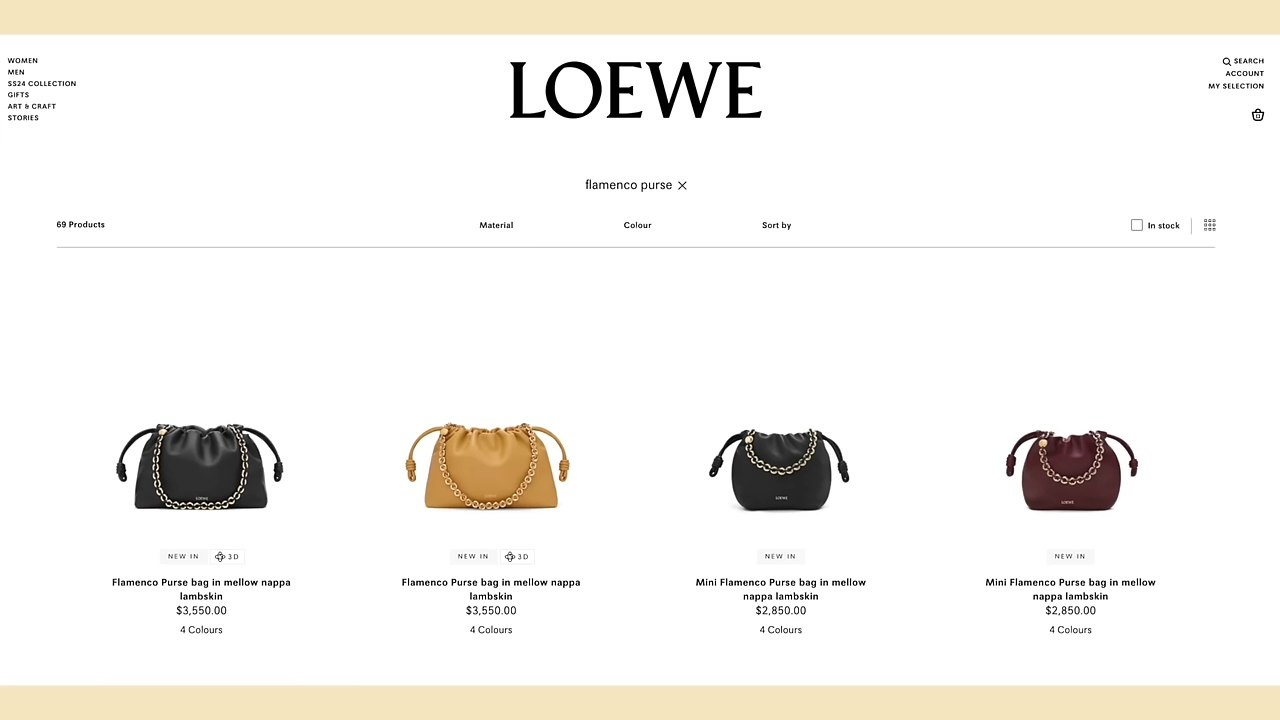 WOMEN
MEN
SS24 COLLECTION
GIFTS
ART & CRAFT
STORIES
LOEWE
SEARCH
ACCOUNT
MY SELECTION
flamenco purse
69 Products
Material
Colour
Sort by
In stock
LOEWE
LOEWE
LOEWE
LOEWE
NEW IN
3D
NEW IN
3D
NEW IN
NEW IN
Flamenco Purse bag in mellow nappa
lambskin
$3,550.00
4 Colours
Flamenco Purse bag in mellow nappa
lambskin
$3,550.00
4 Colours
Mini Flamenco Purse bag in mellow
nappa lambskin
$2,850.00
4 Colours
Mini Flamenco Purse bag in mellow
nappa lambskin
$2,850.00
4 Colours